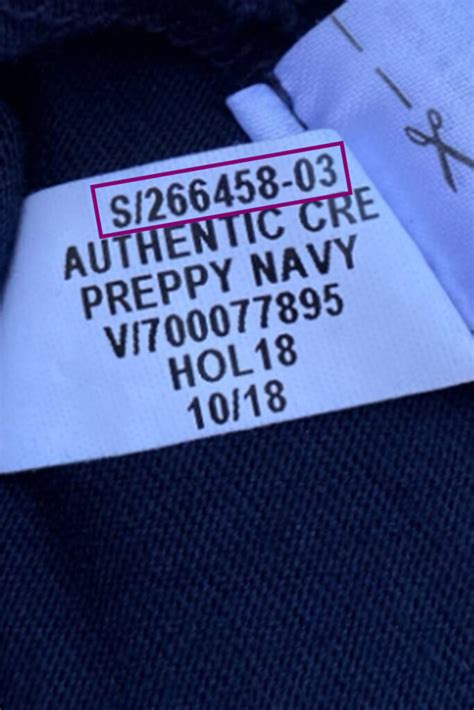 S/266458-03
AUTHENTIC CRE
PREPPY NAVY
V/700077895
HOL18
10/18